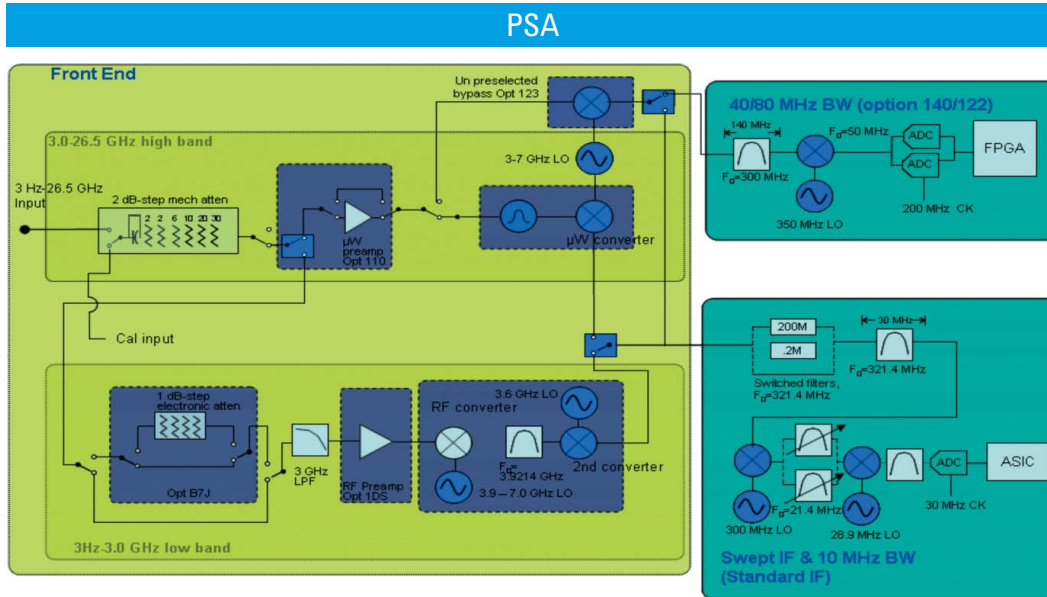 PSA
Front End
Un preselected
bypass Opt 123
3.0-26.5 GHz high band
3 Hz-26.5 GHz
Input
2 dB-step mech atten
2 2 6 10 20 30
3-7 GHz LO
µW
preamp
Opt 110
µW converter
Cal input
1 dB-step
electronic atten
Opt B7J
3 GHz
LPF
RF Preamp
Opt 1DS
RF converter
3.6 GHz LO
F₀=
3.9214 GHz
2nd converter
3.9 – 7.0 GHz LO
3Hz-3.0 GHz low band
40/80 MHz BW (option 140/122)
140 MHz
F₀=300 MHz
F₀=50 MHz
ADC
ADC
FPGA
350 MHz LO
200 MHz CK
200M
.2M
Switched filters,
F₀=321.4 MHz
30 MHz
F₀=321.4 MHz
300 MHz LO
F₀=21.4 MHz
28.9 MHz LO
ADC
ASIC
30 MHz CK
Swept IF & 10 MHz BW
(Standard IF)